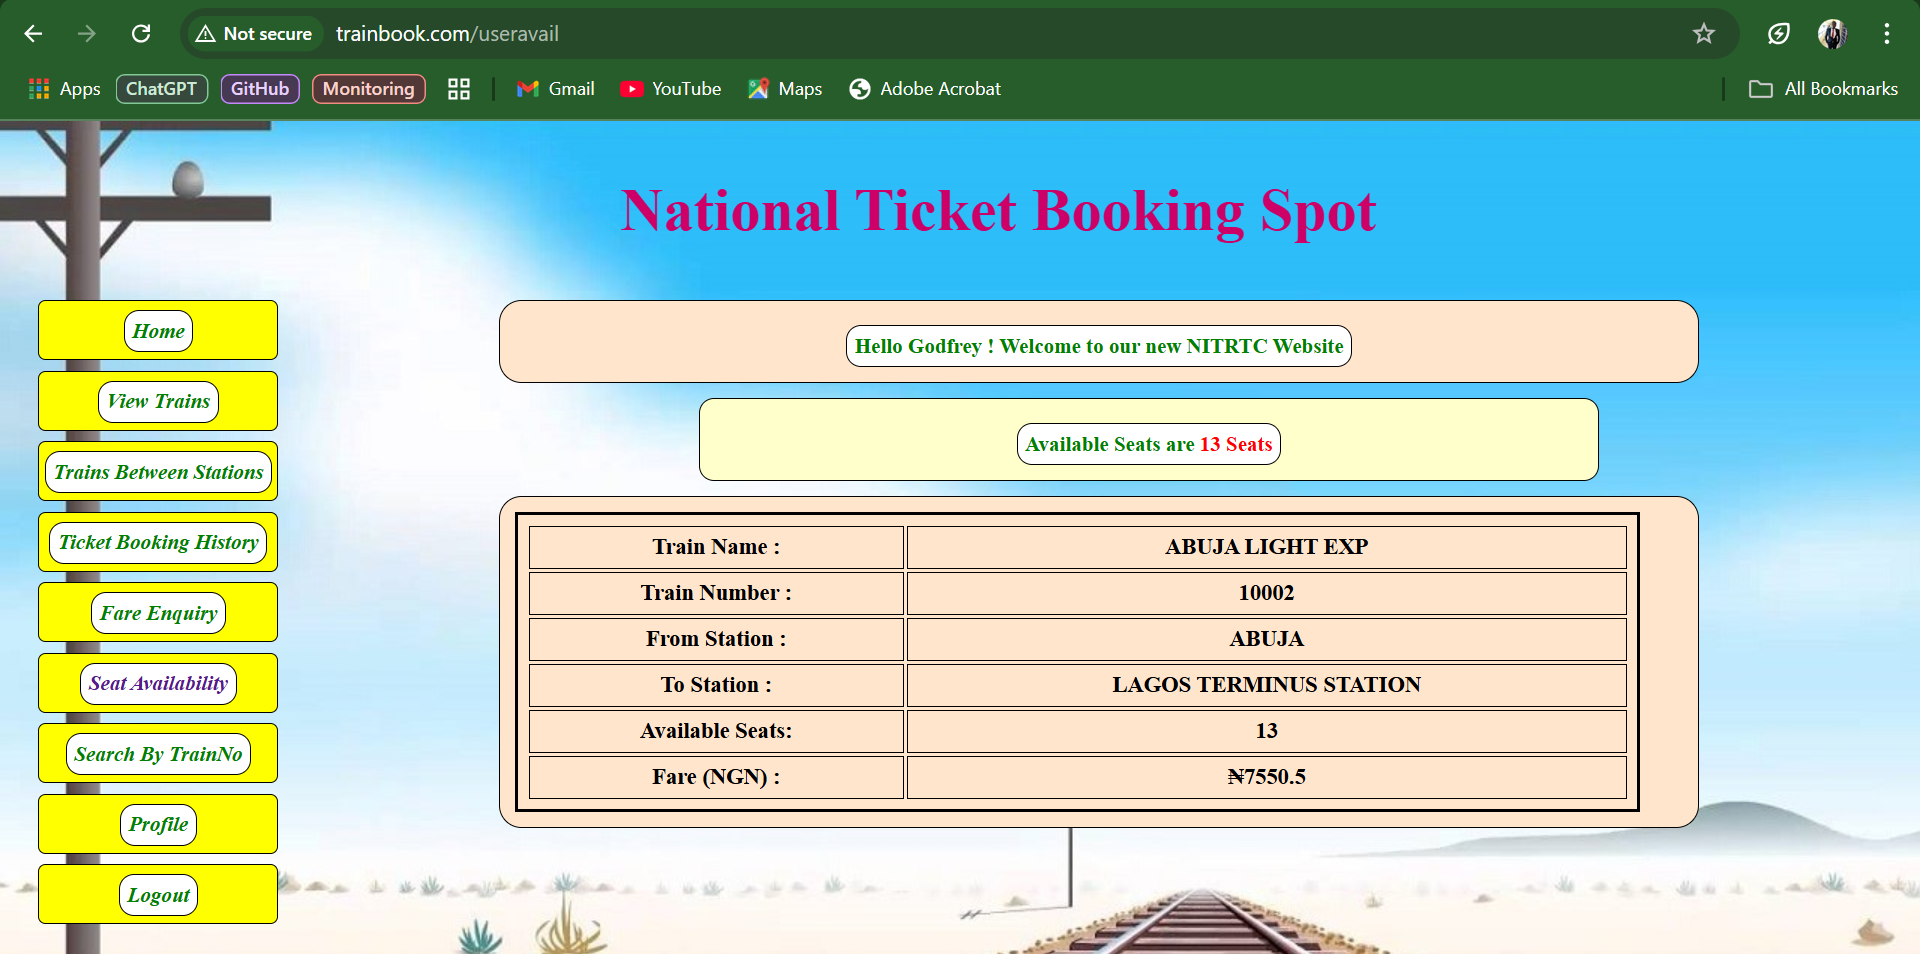 Not secure trainbook.com/useravail
Apps ChatGPT GitHub Monitoring Gmail YouTube Maps Adobe Acrobat All Bookmarks
National Ticket Booking Spot
Home
View Trains
Trains Between Stations
Ticket Booking History
Fare Enquiry
Seat Availability
Search By TrainNo
Profile
Logout
Hello Godfrey ! Welcome to our new NITRTC Website
Available Seats are 13 Seats
Train Name : ABUJA LIGHT EXP
Train Number : 10002
From Station : ABUJA
To Station : LAGOS TERMINUS STATION
Available Seats: 13
Fare (NGN) : ₦7550.5